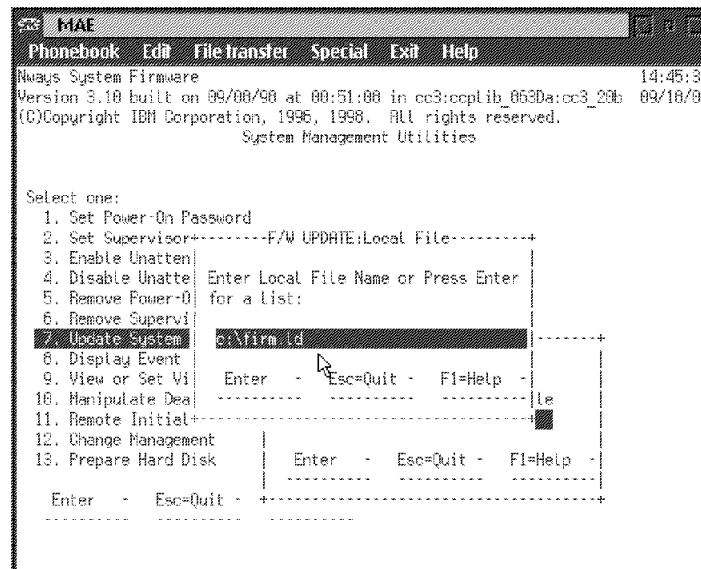 MAE
Phonebook Edit File transfer Special Exit Help
Nways System Firmware 14:45:3
Version 3.10 built on 09/08/98 at 00:51:08 in cc3:ccplib_063Da:cc3_20b 09/10/9
(C)Copyright IBM Corporation, 1996, 1998. All rights reserved.
System Management Utilities
Select one:
1. Set Power-On Password
2. Set Supervisor+--------F/W UPDATE:Local File---------+
3. Enable Unatten
4. Disable Unatte| Enter Local File Name or Press Enter |
5. Remove Power-O| for a list:
6. Remove Supervi|
7. Update System c:\firm.ld
8. Display Event
9. View or Set Vi| Enter - Esc=Quit - F1=Help -|
10. Manipulate Dea| ---------- ---------- ----------|le
11. Remote Initial+
12. Change Management |
13. Prepare Hard Disk | Enter - Esc=Quit - F1=Help -|
Enter - Esc=Quit -